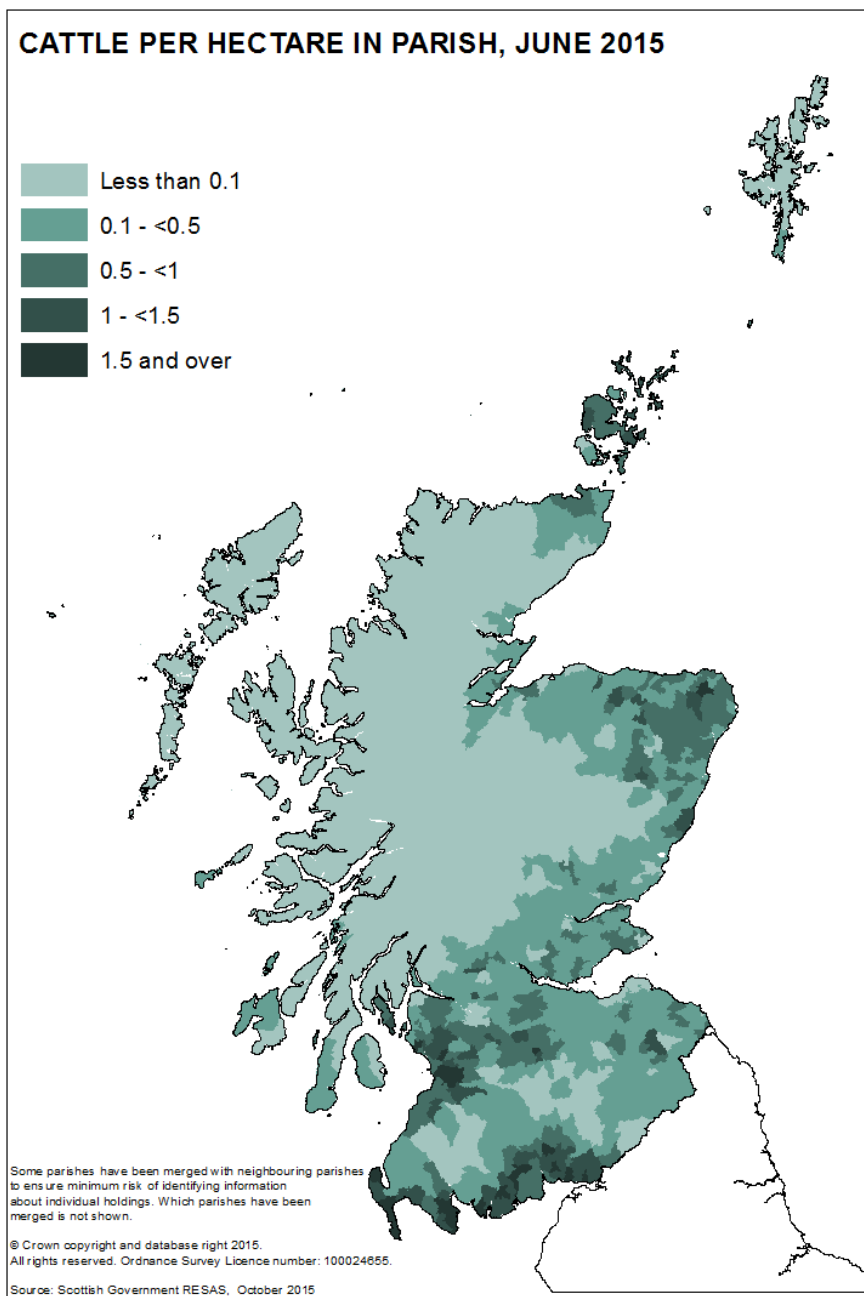 CATTLE PER HECTARE IN PARISH, JUNE 2015
Less than 0.1
0.1 - <0.5
0.5 - <1
1 - <1.5
1.5 and over
Some parishes have been merged with neighbouring parishes
to ensure minimum risk of identifying information
about individual holdings. Which parishes have been
merged is not shown.
© Crown copyright and database right 2015.
All rights reserved. Ordnance Survey Licence number: 100024655.
Source: Scottish Government RESAS, October 2015